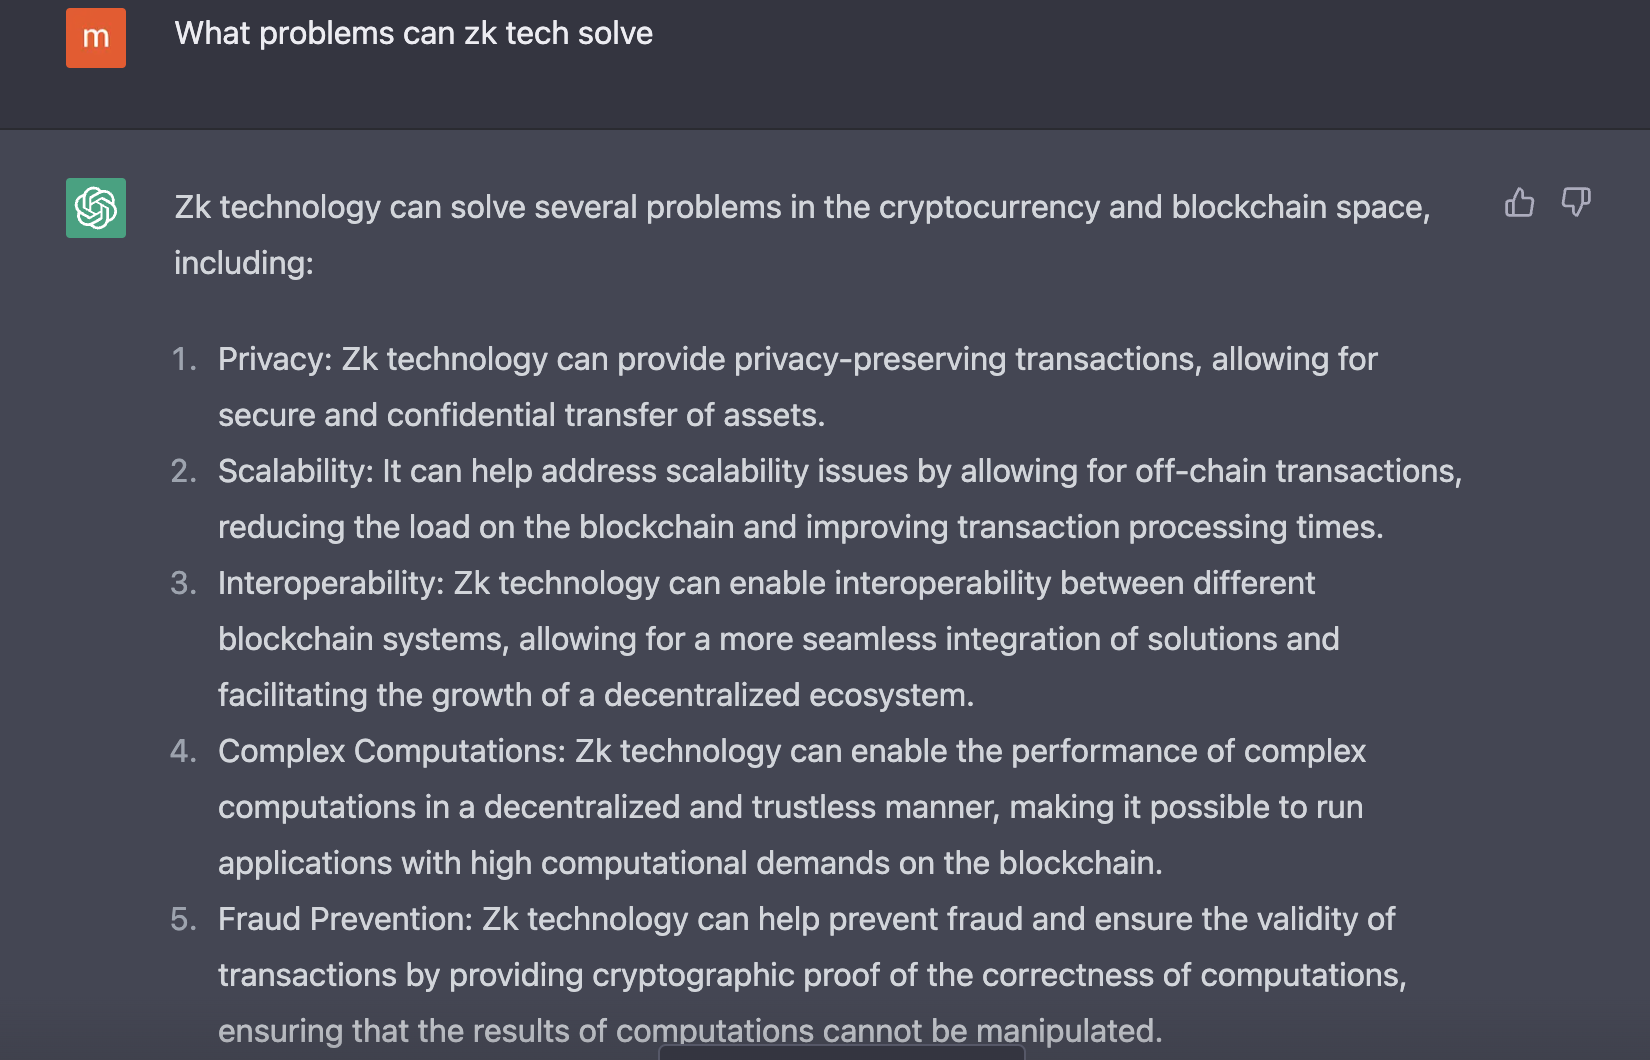 m
What problems can zk tech solve
Zk technology can solve several problems in the cryptocurrency and blockchain space,
including:
1. Privacy: Zk technology can provide privacy-preserving transactions, allowing for
secure and confidential transfer of assets.
2. Scalability: It can help address scalability issues by allowing for off-chain transactions,
reducing the load on the blockchain and improving transaction processing times.
3. Interoperability: Zk technology can enable interoperability between different
blockchain systems, allowing for a more seamless integration of solutions and
facilitating the growth of a decentralized ecosystem.
4. Complex Computations: Zk technology can enable the performance of complex
computations in a decentralized and trustless manner, making it possible to run
applications with high computational demands on the blockchain.
5. Fraud Prevention: Zk technology can help prevent fraud and ensure the validity of
transactions by providing cryptographic proof of the correctness of computations,
ensuring that the results of computations cannot be manipulated.